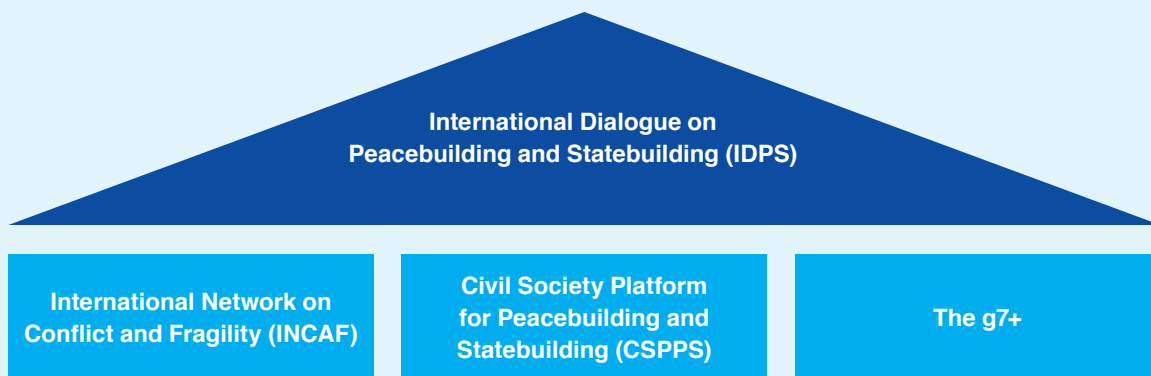 International Dialogue on
Peacebuilding and Statebuilding (IDPS)
International Network on
Conflict and Fragility (INCAF)
Civil Society Platform
for Peacebuilding and
Statebuilding (CSPPS)
The g7+